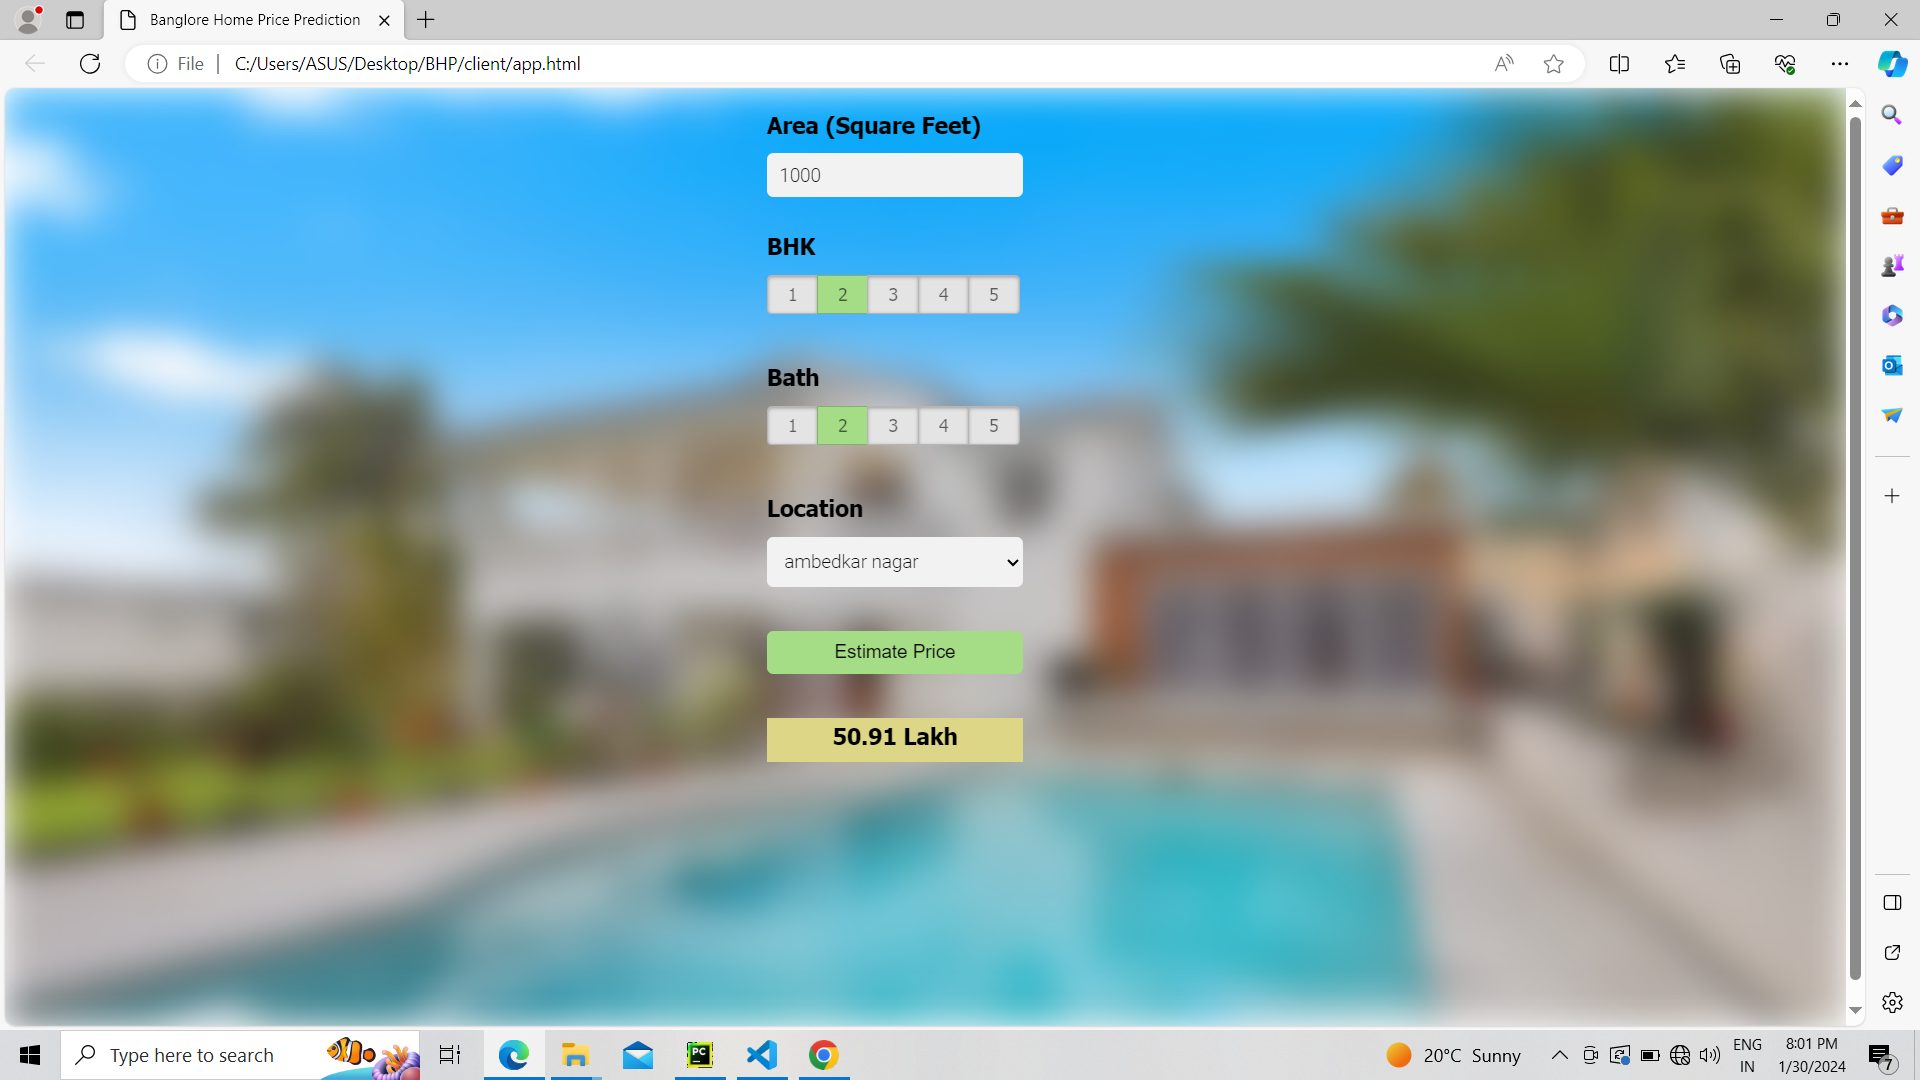 Banglore Home Price Prediction
File
C:/Users/ASUS/Desktop/BHP/client/app.html
Area (Square Feet)
1000
BHK
1 2 3 4 5
Bath
1 2 3 4 5
Location
ambedkar nagar
Estimate Price
50.91 Lakh
Type here to search
PC
20°C Sunny
ENG
IN
8:01 PM
1/30/2024
7